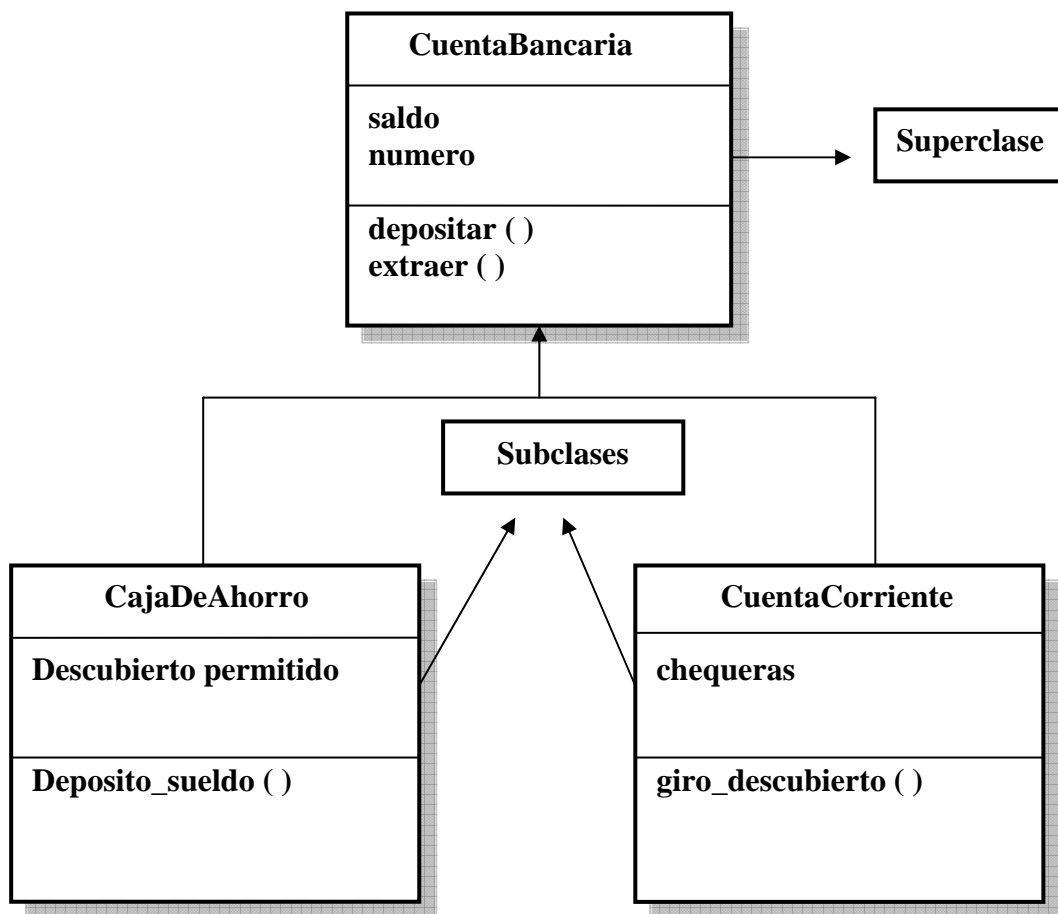 CuentaBancaria
saldo
numero
depositar ( )
extraer ( )
Superclase
Subclases
CajaDeAhorro
Descubierto permitido
Deposito_sueldo ( )
CuentaCorriente
chequeras
giro_descubierto ( )